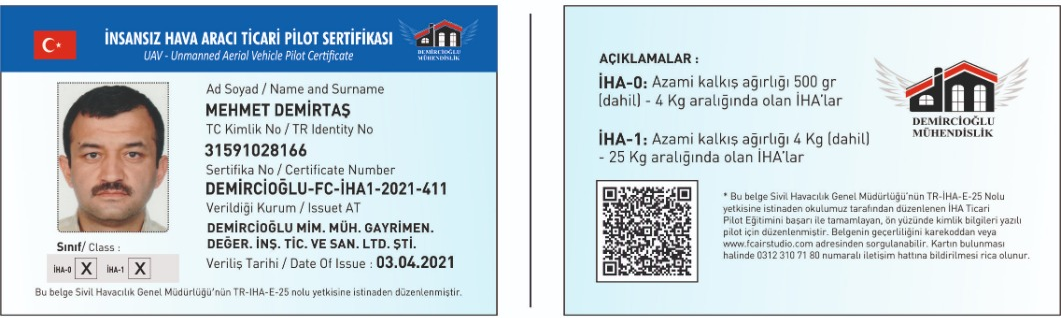 İNSANSIZ HAVA ARACI TİCARİ PİLOT SERTİFİKASI
UAV - Unmanned Aerial Vehicle Pilot Certificate
DEMİRCİOĞLU
MÜHENDİSLİK
Ad Soyad / Name and Surname
MEHMET DEMİRTAŞ
TC Kimlik No / TR Identity No
31591028166
Sertifika No / Certificate Number
DEMİRCİOĞLU-FC-İHA1-2021-411
Verildiği Kurum / Issuet AT
DEMİRCİOĞLU MİM. MÜH. GAYRİMEN.
DEĞER. İNŞ. TİC. VE SAN. LTD. ŞTİ.
Veriliş Tarihi / Date Of Issue : 03.04.2021
Sınıf/ Class :
İHA-0 X İHA-1 X
Bu belge Sivil Havacılık Genel Müdürlüğü'nün TR-IHA-E-25 nolu yetkisine istinaden düzenlenmiştir.
AÇIKLAMALAR :
İHA-0: Azami kalkış ağırlığı 500 gr
(dahil) - 4 Kg aralığında olan İHA'lar
İHA-1: Azami kalkış ağırlığı 4 Kg (dahil)
- 25 Kg aralığında olan İHA'lar
DEMİRCİOĞLU
MÜHENDİSLİK
* Bu belge Sivil Havacılık Genel Müdürlüğü'nün TR-İHA-E-25 Nolu
yetkisine istinaden okulumuz tarafından düzenlenen İHA Ticari
Pilot Eğitimini başarı ile tamamlayan, ön yüzünde kimlik bilgileri yazılı
pilot için düzenlenmiştir. Belgenin geçerliliğini karekoddan veya
www.fcairstudio.com adresinden sorgulanabilir. Kartın bulunması
halinde 0312 310 71 80 numaralı iletişim hattına bildirilmesi rica olunur.